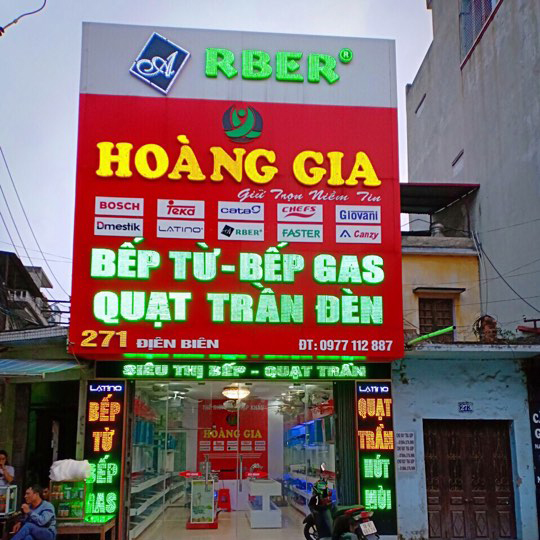 A RBER®
HOÀNG GIA
Giữ Trọn Niềm Tin
BOSCH Teka cata CHEFS Giovani
Dmestik LATINO RBER® FASTER Canzy
BẾP TỪ - BẾP GAS
QUẠT TRẦN ĐÈN
271 ĐIỆN BIÊN ĐT: 0977 112 887
SIÊU THỊ BẾP - QUẠT TRẦN
LATINO
BẾP
TỪ
BẾP
GAS
HOÀNG GIA
LATINO
QUẠT
TRẦN
HÚT
MÙI